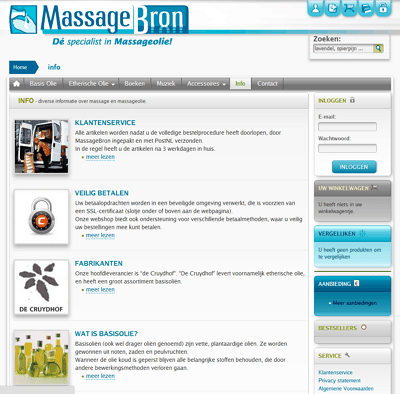 MassageBron
Dé specialist in Massageolie!
Zoeken:
lavendel, spierpijn ...
Home
info
Basis Olie
Etherische Olie
Boeken
Muziek
Accessoires
Info
Contact
INFO - diverse informatie over massage en massageolie.
KLANTENSERVICE
Alle artikelen worden nadat u de volledige bestelprocedure heeft doorlopen, door
MassageBron ingepakt en met PostNL verzonden.
In de regel heeft u de artikelen na 3 werkdagen in huis.
meer lezen
VEILIG BETALEN
Uw betaalopdrachten worden in een beveiligde omgeving verwerkt, die is voorzien van
een SSL-certificaat (slotje onder of boven aan de webpagina).
Onze webshop biedt ook ondersteuning voor verschillende betaalmethoden, waar u veilig
uw bestellingen mee kunt betalen.
meer lezen
DE CRUYDHOF
FABRIKANTEN
Onze hoofdleverancier is "de Cruydhof". "De Cruydhof" levert voornamelijk etherische olie,
en heeft een groot assortiment basisoliën.
meer lezen
WAT IS BASISOLIE?
Basisoliën (ook wel drager oliën genoemd) zijn vette, plantaardige oliën. Ze worden
gewonnen uit noten, zaden en peulvruchten.
Wanneer de olie koud is geperst blijven alle belangrijke stoffen behouden, die door
andere bewerkingsmethoden verloren gaan.
meer lezen
INLOGGEN
E-mail:
Wachtwoord:
INLOGGEN
UW WINKELWAGEN
U heeft niets in uw
winkelwagentje.
VERGELIJKEN
U heeft geen produkten om te
vergelijken
AANBIEDING
Meer aanbiedingen
BESTSELLERS
SERVICE
Klantenservice
Privacy statement
Algemene Voorwaarden